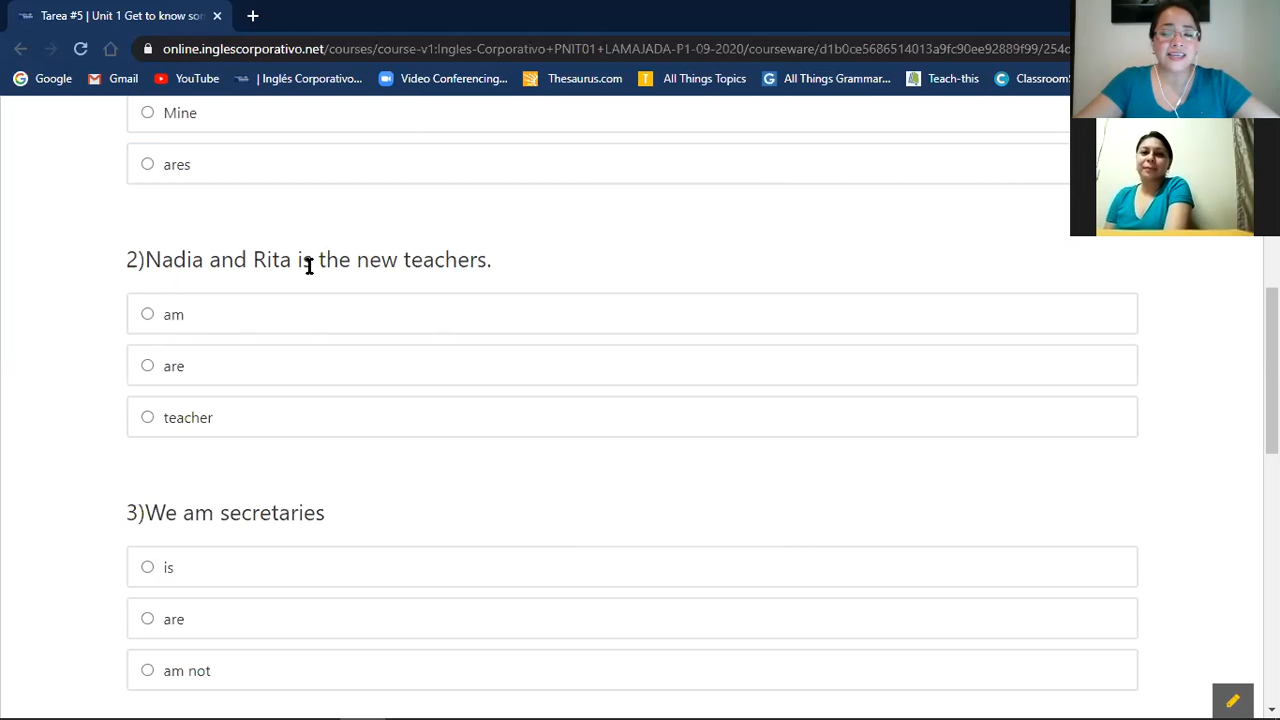 Tarea #5 | Unit 1 Get to know so
online.inglescorporativo.net/courses/course-v1:Ingles-Corporativo+PNIT01+LAMAJADA-P1-09-2020/courseware/d1b0ce5686514013a9fc90ee92889f99/254d
Google Gmail YouTube | Inglés Corporativo... Video Conferencing... Thesaurus.com All Things Topics All Things Grammar... Teach-this ClassroomS
Mine
ares
2)Nadia and Rita is the new teachers.
am
are
teacher
3)We am secretaries
is
are
am not